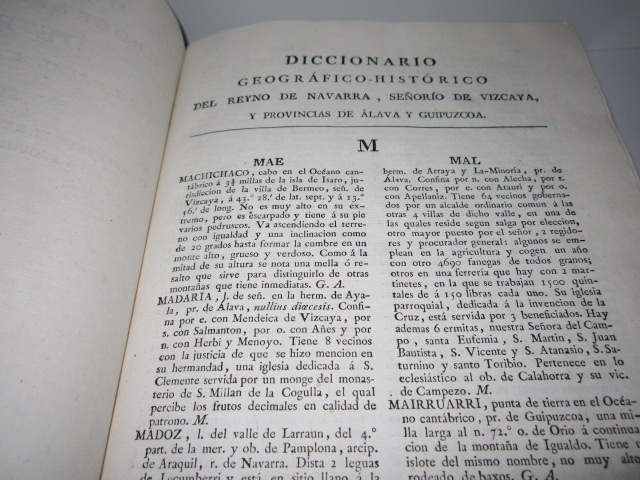 DICCIONARIO
GEOGRÁFICO-HISTÓRICO
DEL REYNO DE NAVARRA, SEÑORÍO DE VIZCAYA,
Y PROVINCIAS DE ÁLAVA Y GUIPUZCOA.
M
MAE
MACHICHACO, cabo en el Océano can-
tábrico á 3½ millas de la isla de Isaro, ju-
risdiccion de la villa de Bermeo, señ. de
Vizcaya, á 43.° 28.' de lat. sept. y á 13.°
16.' de long. No es muy alto en su ex-
tremo, pero es escarpado y tiene á su pie
varios pedruscos. Va ascendiendo el terre-
no con igualdad y una inclinacion como
de 20 grados hasta formar la cumbre en un
monte alto, grueso y verdoso. Como á la
mitad de su altura se nota una mella ó re-
salto que sirve para distinguirlo de otras
montañas que tiene inmediatas. G. A.
MADARIA, l. de señ. en la herm. de Aya-
la, pr. de Álava, nullius diœcesis. Confi-
na por e. con Mendeica de Vizcaya, por
s. con Salmanton, por o. con Añes y por
n. con Herbi y Menoyo. Tiene 8 vecinos
con la justicia de que se hizo mencion en
su hermandad, una iglesia dedicada á S.
Clemente servida por un monge del monas-
terio de S. Millan de la Cogulla, el qual
percibe los frutos decimales en calidad de
patrono. M.
MADOZ, l. del valle de Larraun, del 4.°
part. de la mer. y ob. de Pamplona, arcip.
de Araquil, r. de Navarra. Dista 2 leguas
de Lecumberri y está en sitio llano á la
MAL
herm. de Arraya y La-Minoría, pr. de
Álava. Confina por n. con Alecha, por s.
con Corres, por e. con Atauri y por o.
con Apellaniz. Tiene 64 vecinos goberna-
dos por un alcalde ordinario comun á las
otras 4 villas de dicho valle, en una de
las quales reside segun salga por eleccion,
otro mayor puesto por el señor, 2 regido-
res y procurador general: algunos se em-
plean en la agricultura y cogen un año
con otro 4690 fanegas de todos granos;
otros en una ferrería que hay con 2 mar-
tinetes, en la que se trabajan 1500 quin-
tales de á 150 libras cada uno. Su iglesia
parroquial, dedicada á la invencion de la
Cruz, está servida por 3 beneficiados. Hay
ademas 6 ermitas, nuestra Señora del Cam-
po, santa Eufemia, S. Martin, S. Juan
Bautista, S. Vicente y S. Atanasio, S. Sa-
turnino y santo Toribio. Pertenece en lo
eclesiástico al ob. de Calahorra y su vic.
de Campezo. M.
MAIRRUARRI, punta de tierra en el Océa-
no cantábrico, pr. de Guipuzcoa, una mi-
lla larga al n. 72.° o. de Orio á continua-
cion de la montaña de Igualdo. Tiene un
islote del mismo nombre, no muy alto
rodeado de baxos. G. A.